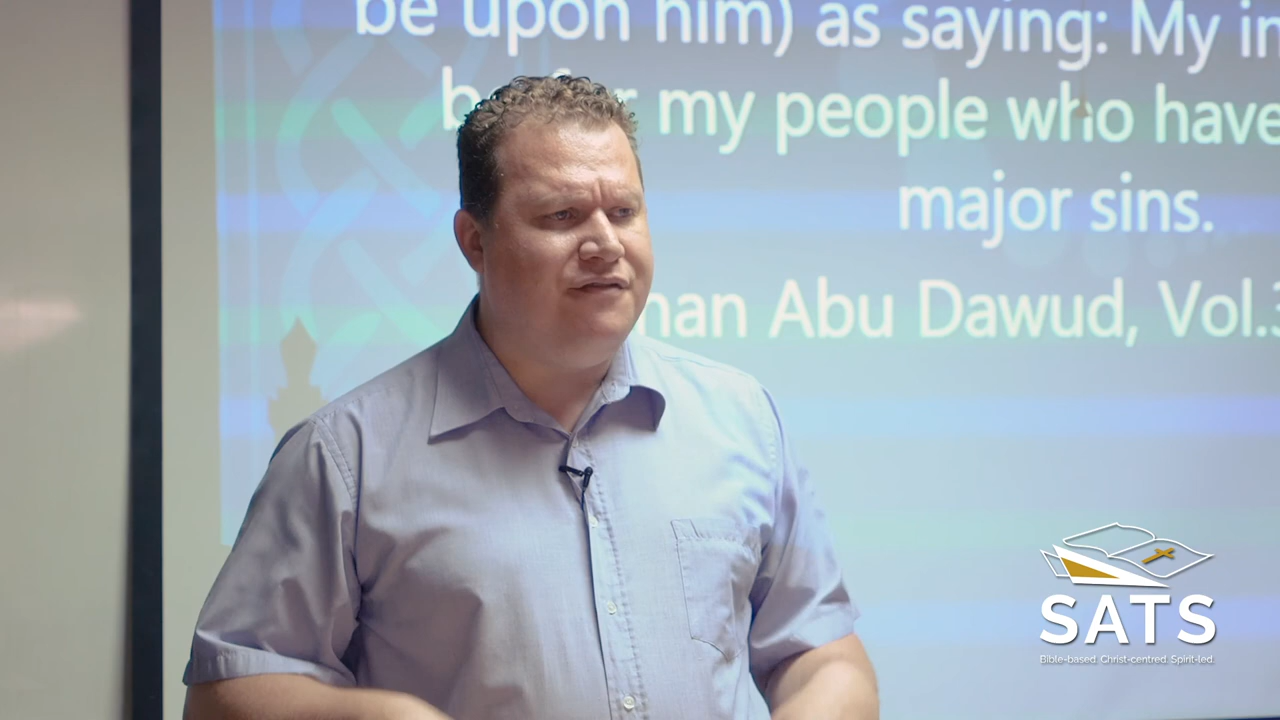 be upon him) as saying: My in
my people who have
major sins.
nan Abu Dawud, Vol.3
SATS
Bible-based. Christ-centred. Spirit-led